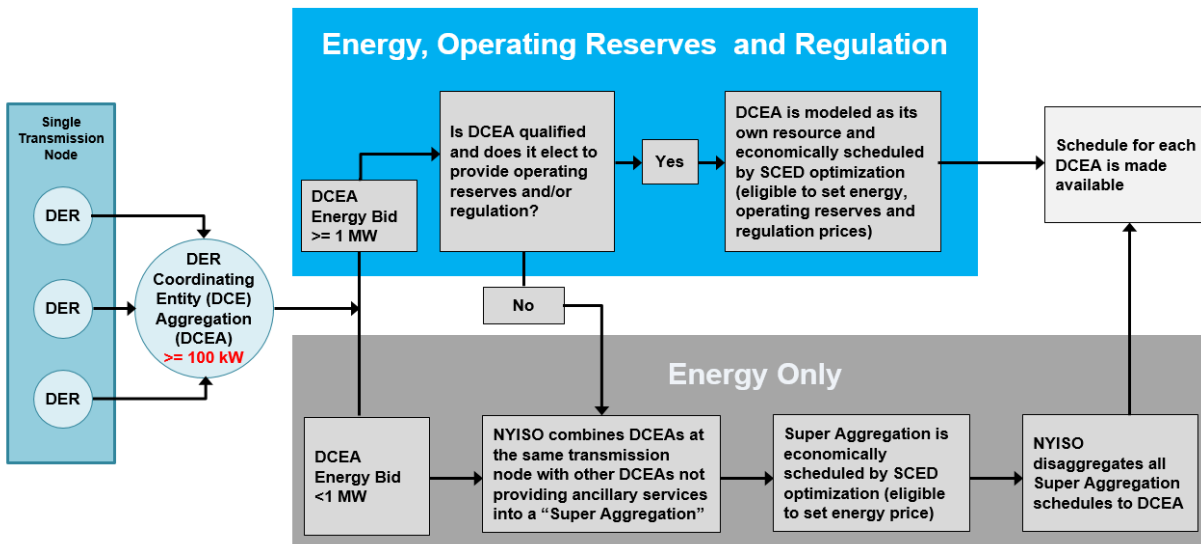 Energy, Operating Reserves and Regulation
Single
Transmission
Node
DER
DER
DER
DER
Coordinating
Entity (DCE)
Aggregation
(DCEA)
>= 100 kW
DCEA
Energy Bid
>= 1 MW
Is DCEA qualified
and does it elect to
provide operating
reserves and/or
regulation?
Yes
DCEA is modeled as its
own resource and
economically scheduled
by SCED optimization
(eligible to set energy,
operating reserves and
regulation prices)
Schedule for each
DCEA is made
available
No
Energy Only
DCEA
Energy Bid
<1 MW
NYISO combines DCEAs at
the same transmission
node with other DCEAs not
providing ancillary services
into a “Super Aggregation”
Super Aggregation is
economically
scheduled by SCED
optimization (eligible
to set energy price)
NYISO
disaggregates all
Super Aggregation
schedules to DCEA